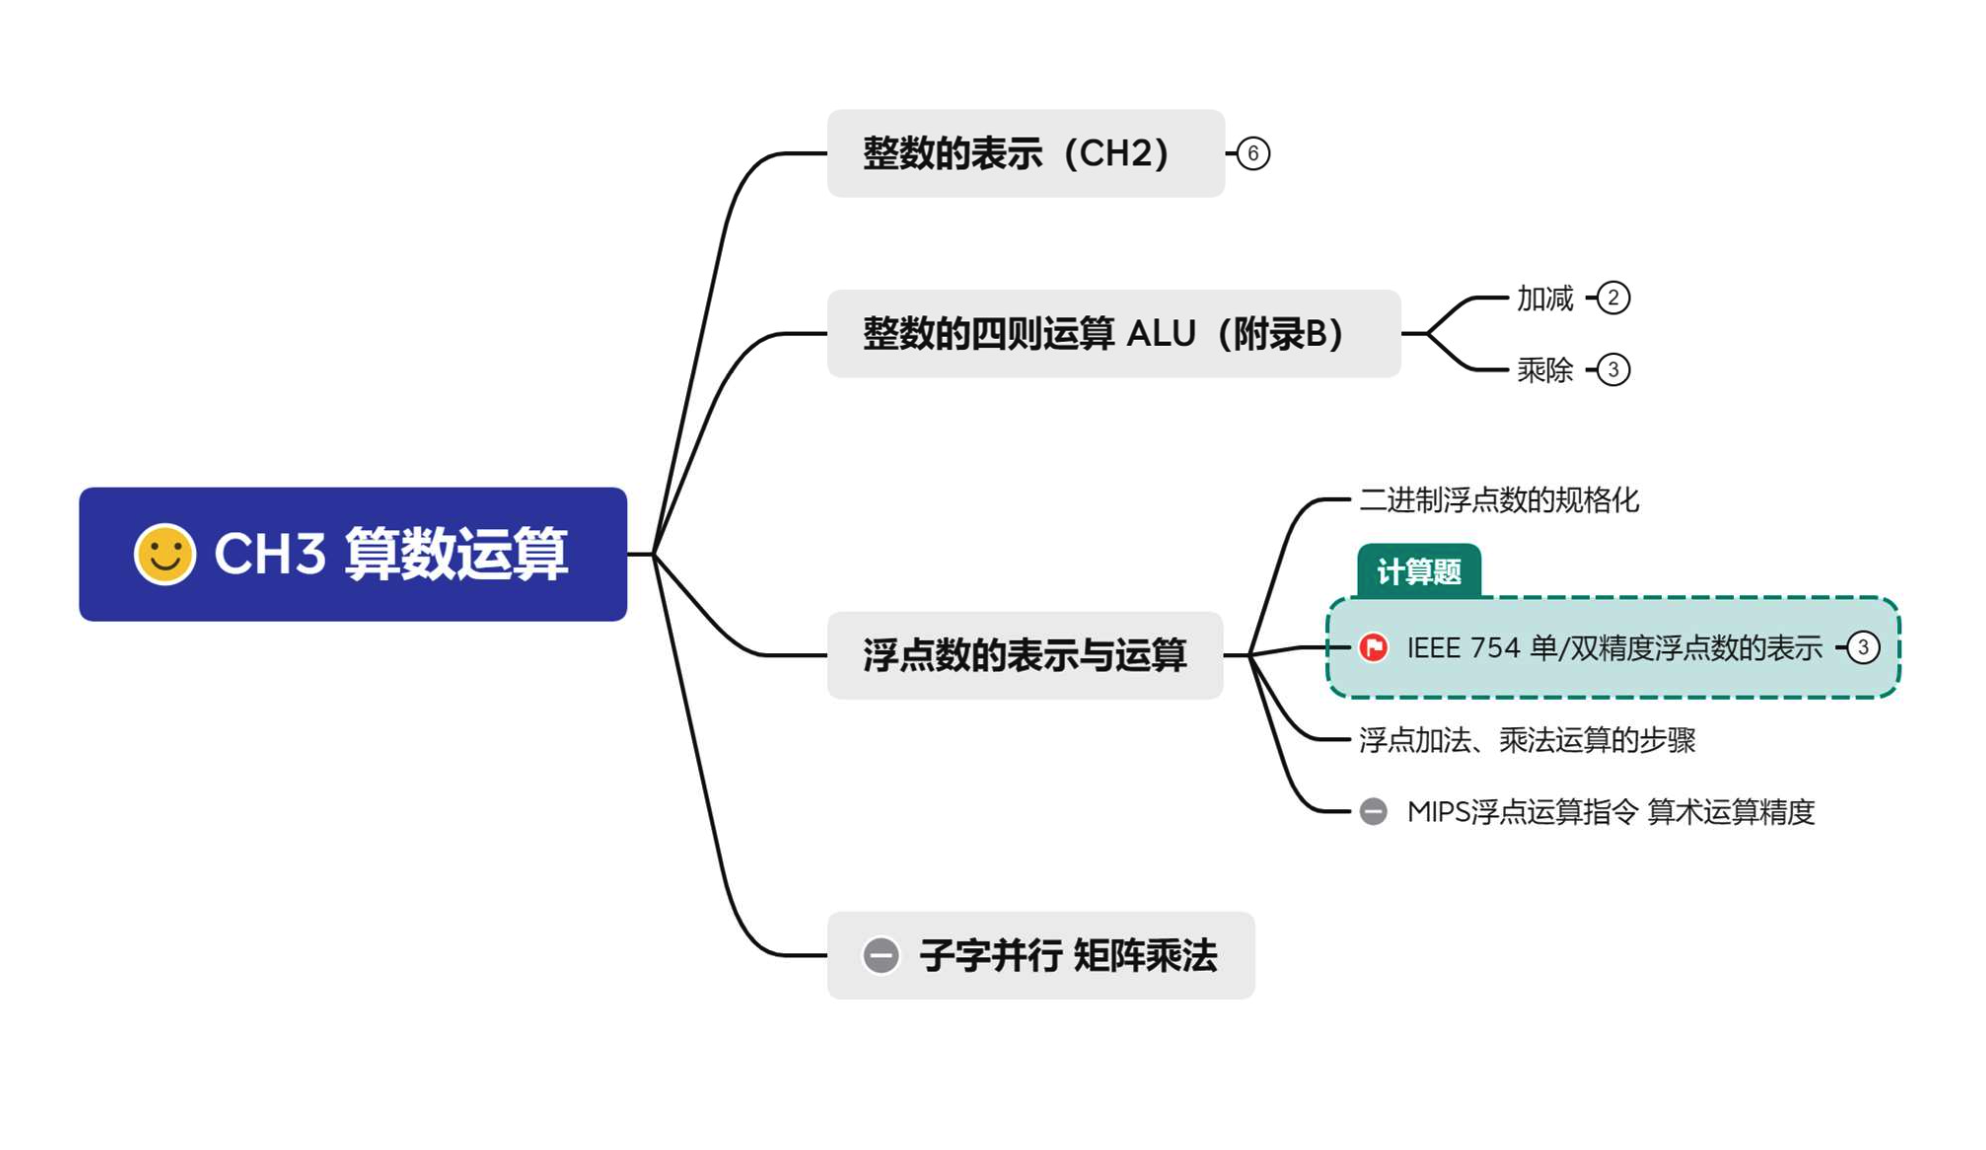 整数的表示（CH2）
6
整数的四则运算 ALU（附录B）
加减
2
乘除
3
CH3 算数运算
浮点数的表示与运算
二进制浮点数的规格化
计算题
IEEE 754 单/双精度浮点数的表示
3
浮点加法、乘法运算的步骤
MIPS浮点运算指令 算术运算精度
子字并行 矩阵乘法